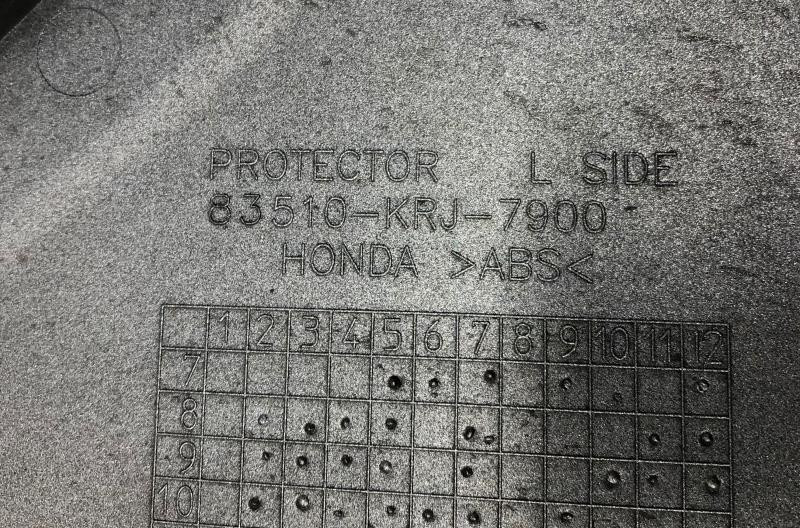 PROTECTOR L SIDE
83510-KRJ-7900
HONDA >ABS<
1 2 3 4 5 6 7 8 9 10 11 12
7
8
9
10